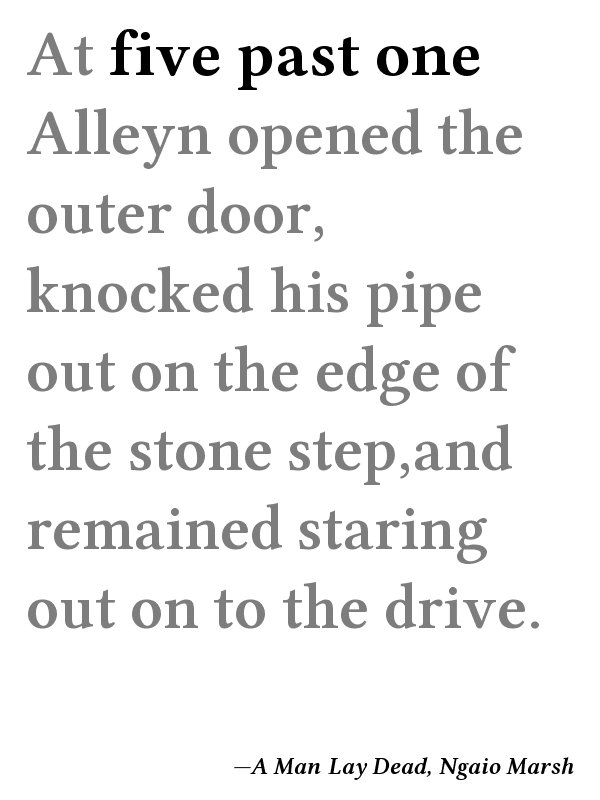 At five past one
Alleyn opened the
outer door,
knocked his pipe
out on the edge of
the stone step,and
remained staring
out on to the drive.
—A Man Lay Dead, Ngaio Marsh